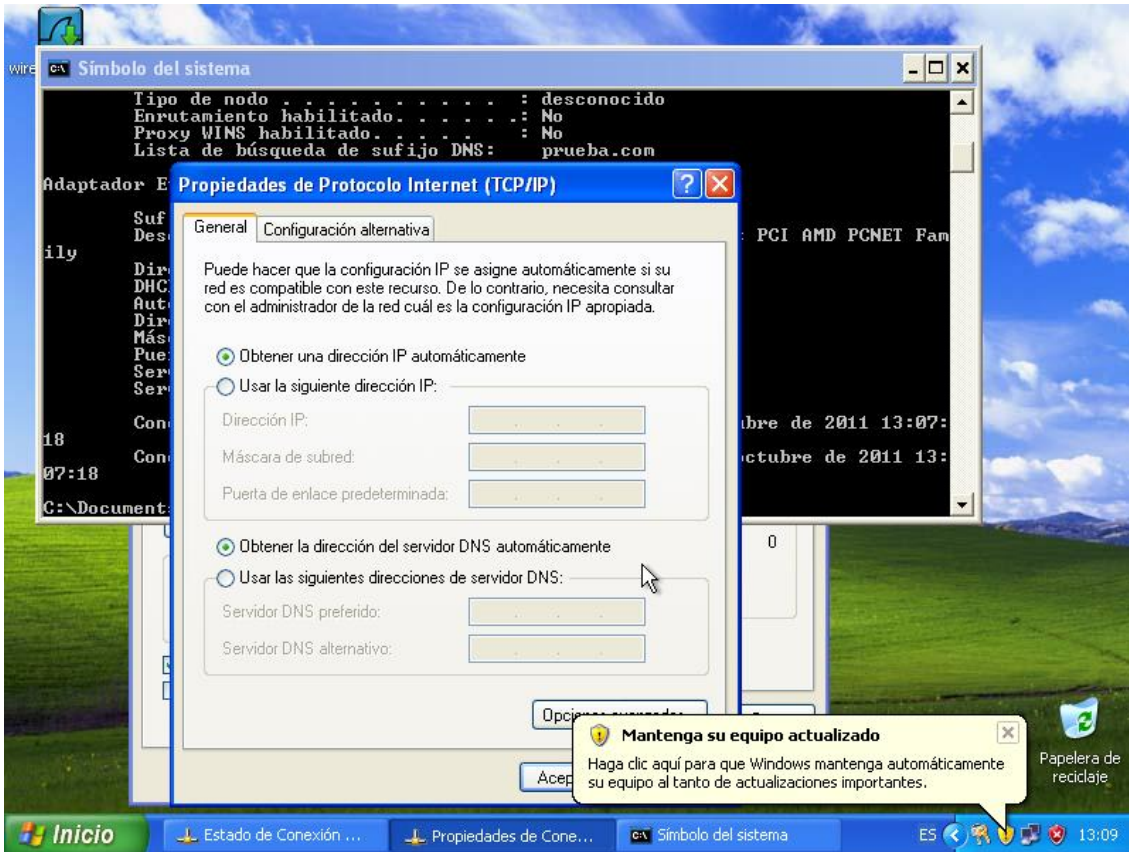 wire
Símbolo del sistema
Tipo de nodo . . . . . . . . . . : desconocido
Enrutamiento habilitado. . . . . .: No
Proxy WINS habilitado. . . . . : No
Lista de búsqueda de sufijo DNS: prueba.com
Adaptador E
Suf
Des : PCI AMD PCNET Fam
ily
Dir
DHC
Aut
Dir
Más
Pue
Ser
Ser
Con bre de 2011 13:07:
18
Con ctubre de 2011 13:
07:18
C:\Document
Propiedades de Protocolo Internet (TCP/IP)
General
Configuración alternativa
Puede hacer que la configuración IP se asigne automáticamente si su
red es compatible con este recurso. De lo contrario, necesita consultar
con el administrador de la red cuál es la configuración IP apropiada.
Obtener una dirección IP automáticamente
Usar la siguiente dirección IP:
Dirección IP:
Máscara de subred:
Puerta de enlace predeterminada:
Obtener la dirección del servidor DNS automáticamente
Usar las siguientes direcciones de servidor DNS:
Servidor DNS preferido:
Servidor DNS alternativo:
0
Mantenga su equipo actualizado
Haga clic aquí para que Windows mantenga automáticamente
su equipo al tanto de actualizaciones importantes.
Acep
Papelera de
reciclaje
Inicio
Estado de Conexión ...
Propiedades de Cone...
Símbolo del sistema
ES
13:09